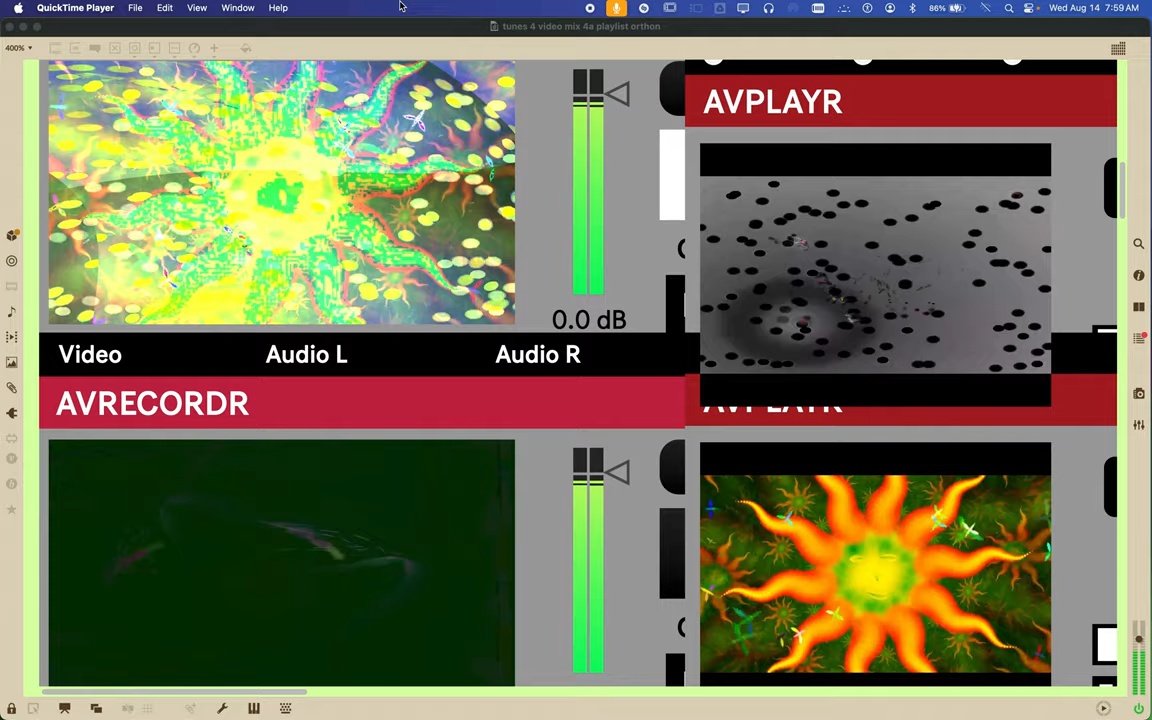 QuickTime Player File Edit View Window Help
86% Wed Aug 14 7:59 AM
tunes 4 video mix 4a playlist orthon
400%
AVPLAYR
0.0 dB
Video Audio L Audio R
AVRECORDR
AVPLAYR